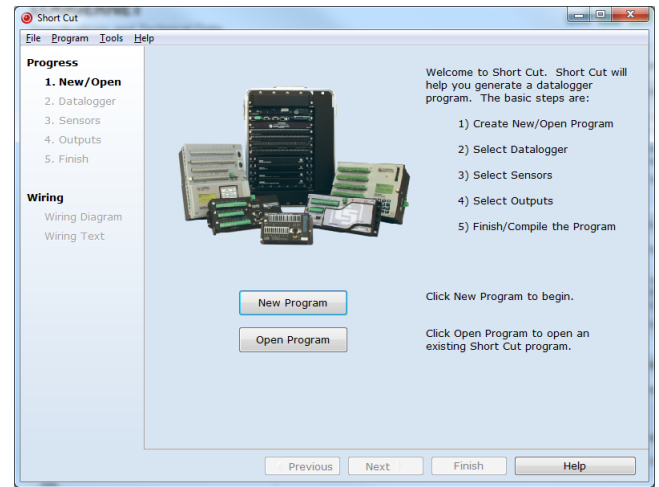 Short Cut
File Program Tools Help
Progress
1. New/Open
2. Datalogger
3. Sensors
4. Outputs
5. Finish
Wiring
Wiring Diagram
Wiring Text
Welcome to Short Cut. Short Cut will
help you generate a datalogger
program. The basic steps are:
1) Create New/Open Program
2) Select Datalogger
3) Select Sensors
4) Select Outputs
5) Finish/Compile the Program
New Program
Click New Program to begin.
Open Program
Click Open Program to open an
existing Short Cut program.
Previous
Next
Finish
Help